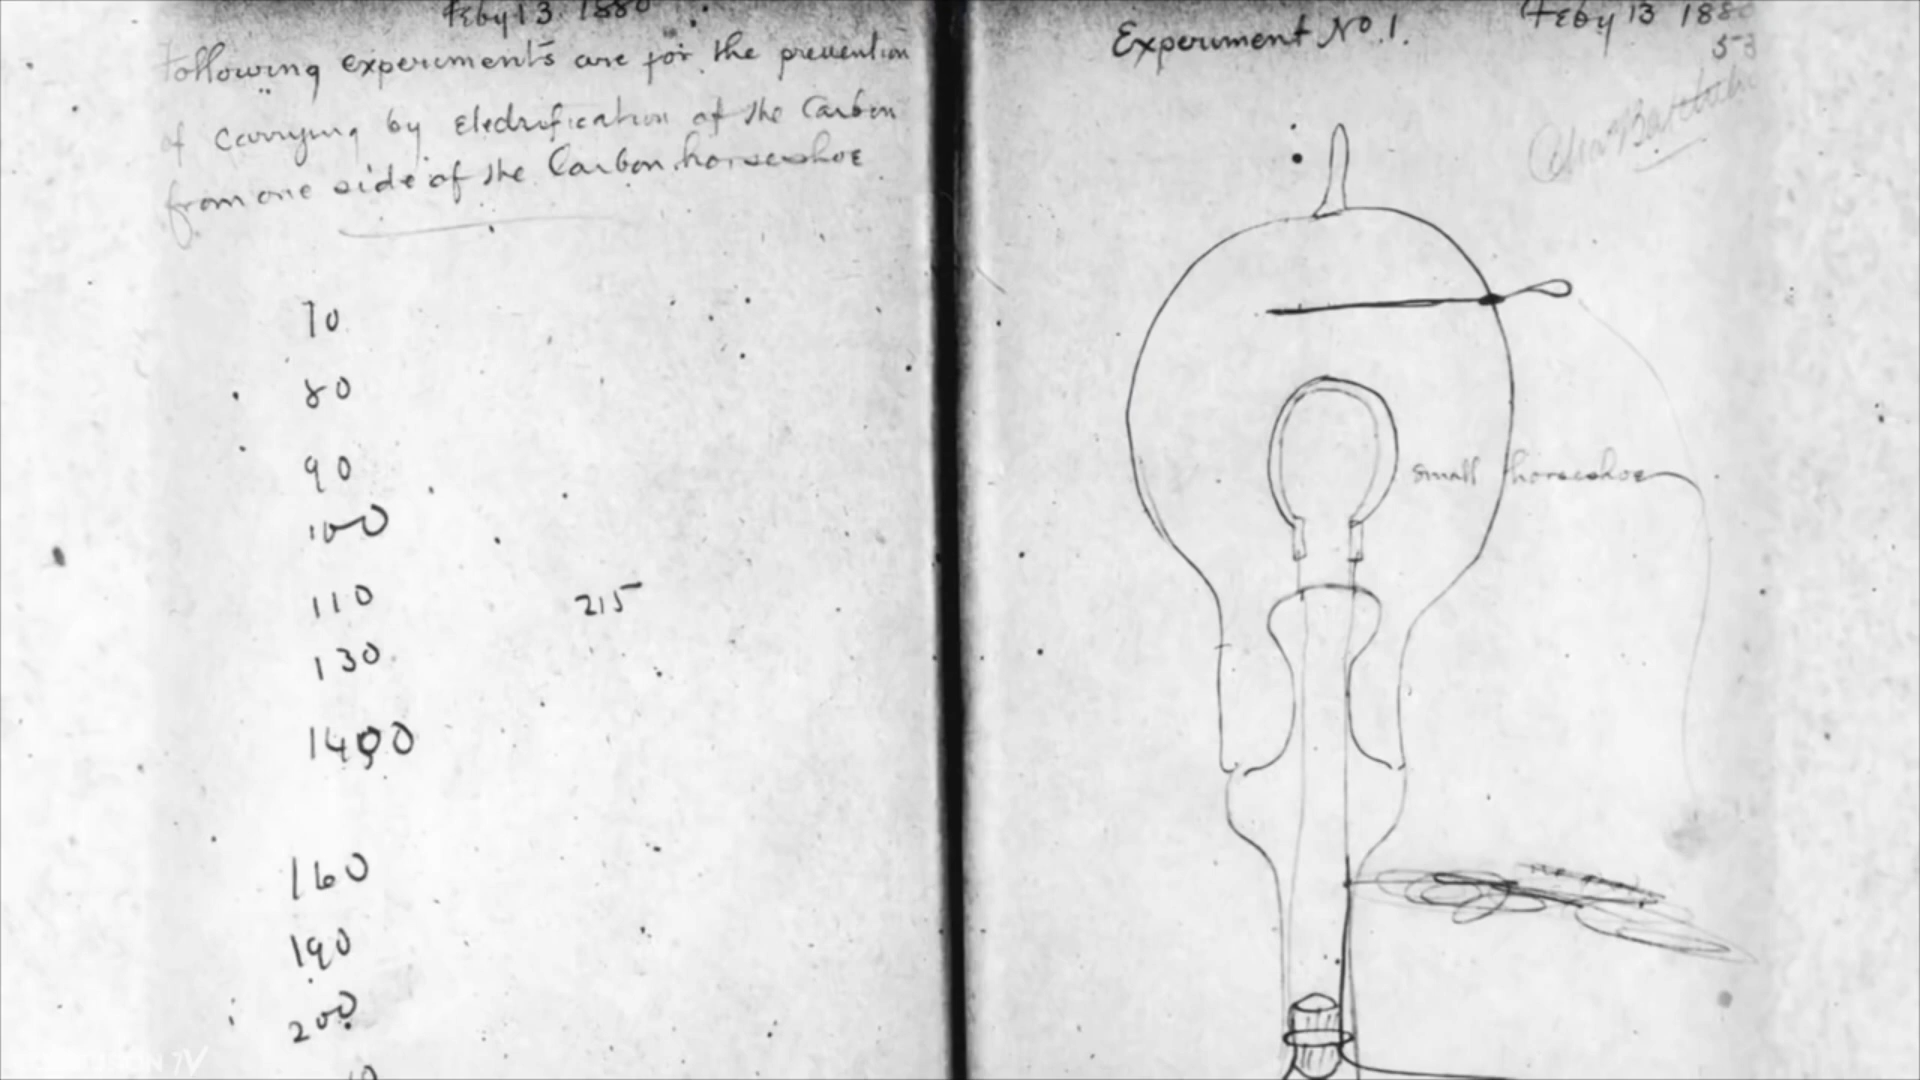 Feby 13 1880
Following experiments are for the prevention
of carrying by electrification of the Carbon
from one side of the Carbon horseshoe
70
80
90
100
110 215
130
160
190
200
Experiment No. 1. Feby 13 1880
53
small horseshoe